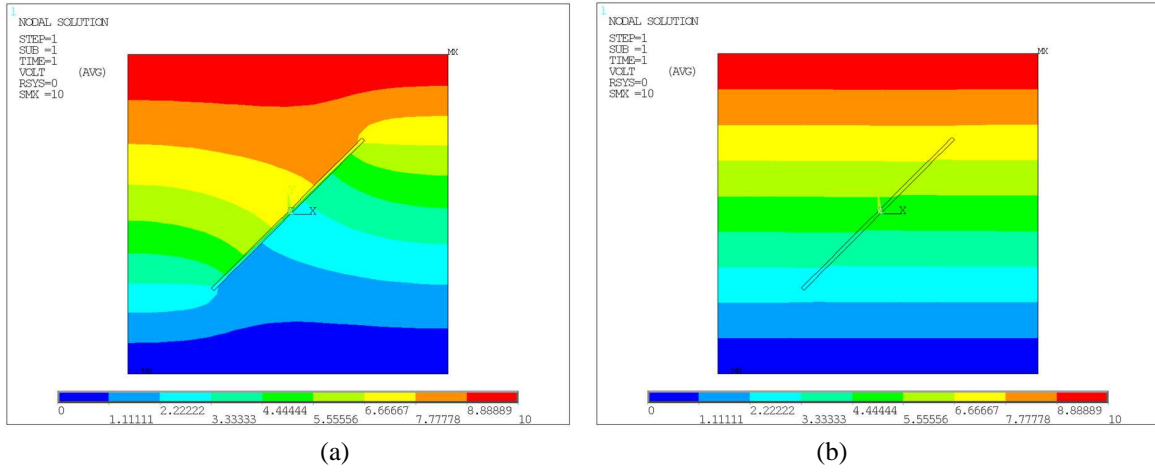 1
NODAL SOLUTION
STEP=1
SUB =1
TIME=1
VOLT (AVG)
RSYS=0
SMX =10
MX
Y
X
MN
0 2.22222 4.44444 6.66667 8.88889
1.11111 3.33333 5.55556 7.77778 10
(a)
1
NODAL SOLUTION
STEP=1
SUB =1
TIME=1
VOLT (AVG)
RSYS=0
SMX =10
MX
X
MN
0 2.22222 4.44444 6.66667 8.88889
1.11111 3.33333 5.55556 7.77778 10
(b)